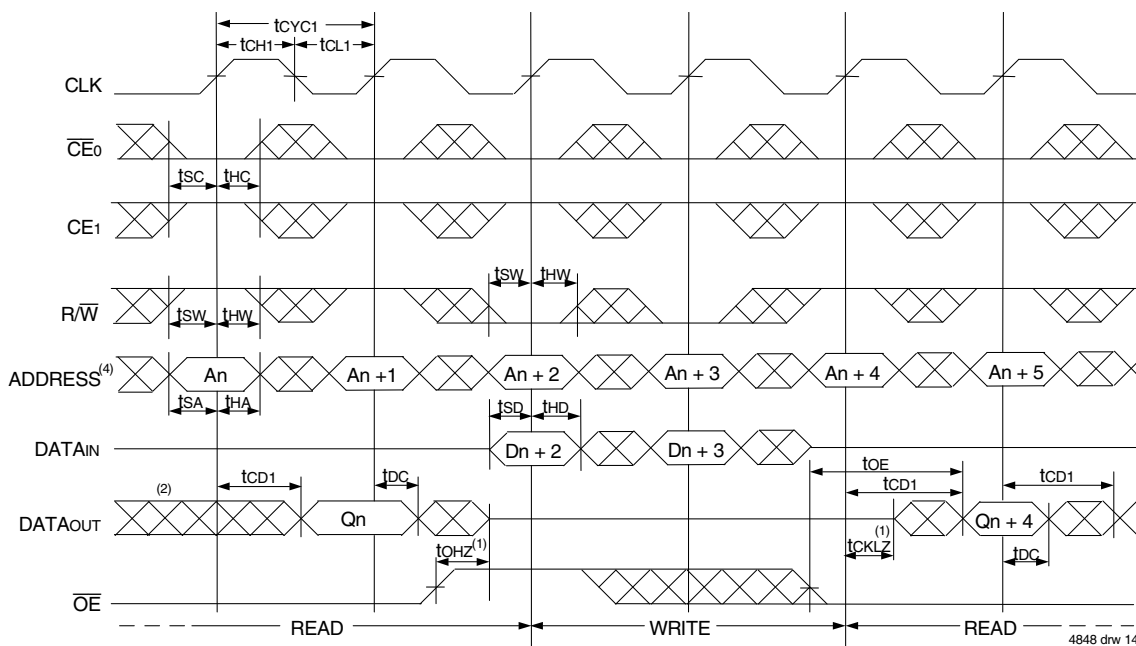 tCYC1
tCH1 tCL1
CLK
CE0
tSC tHC
CE1
tSW tHW
R/W
tSW tHW
ADDRESS(4) An An + 1 An + 2 An + 3 An + 4 An + 5
tSA tHA tSD tHD
DATAIN Dn + 2 Dn + 3
tOE
tCD1 tDC tCD1 tCD1
(2)
DATAOUT Qn Qn + 4
tOHZ(1) tCKLZ(1) tDC
OE
READ WRITE READ
4848 drw 14